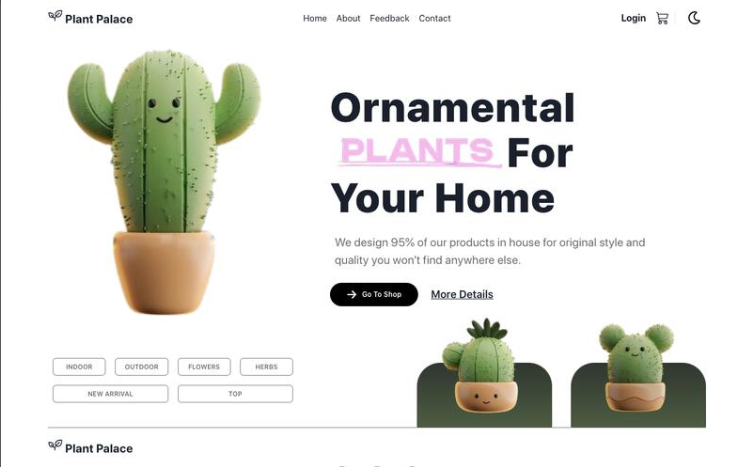 Plant Palace
Home About Feedback Contact
Login
Ornamental
PLANTS For
Your Home
We design 95% of our products in house for original style and
quality you won't find anywhere else.
Go To Shop
More Details
INDOOR OUTDOOR FLOWERS HERBS
NEW ARRIVAL TOP
Plant Palace